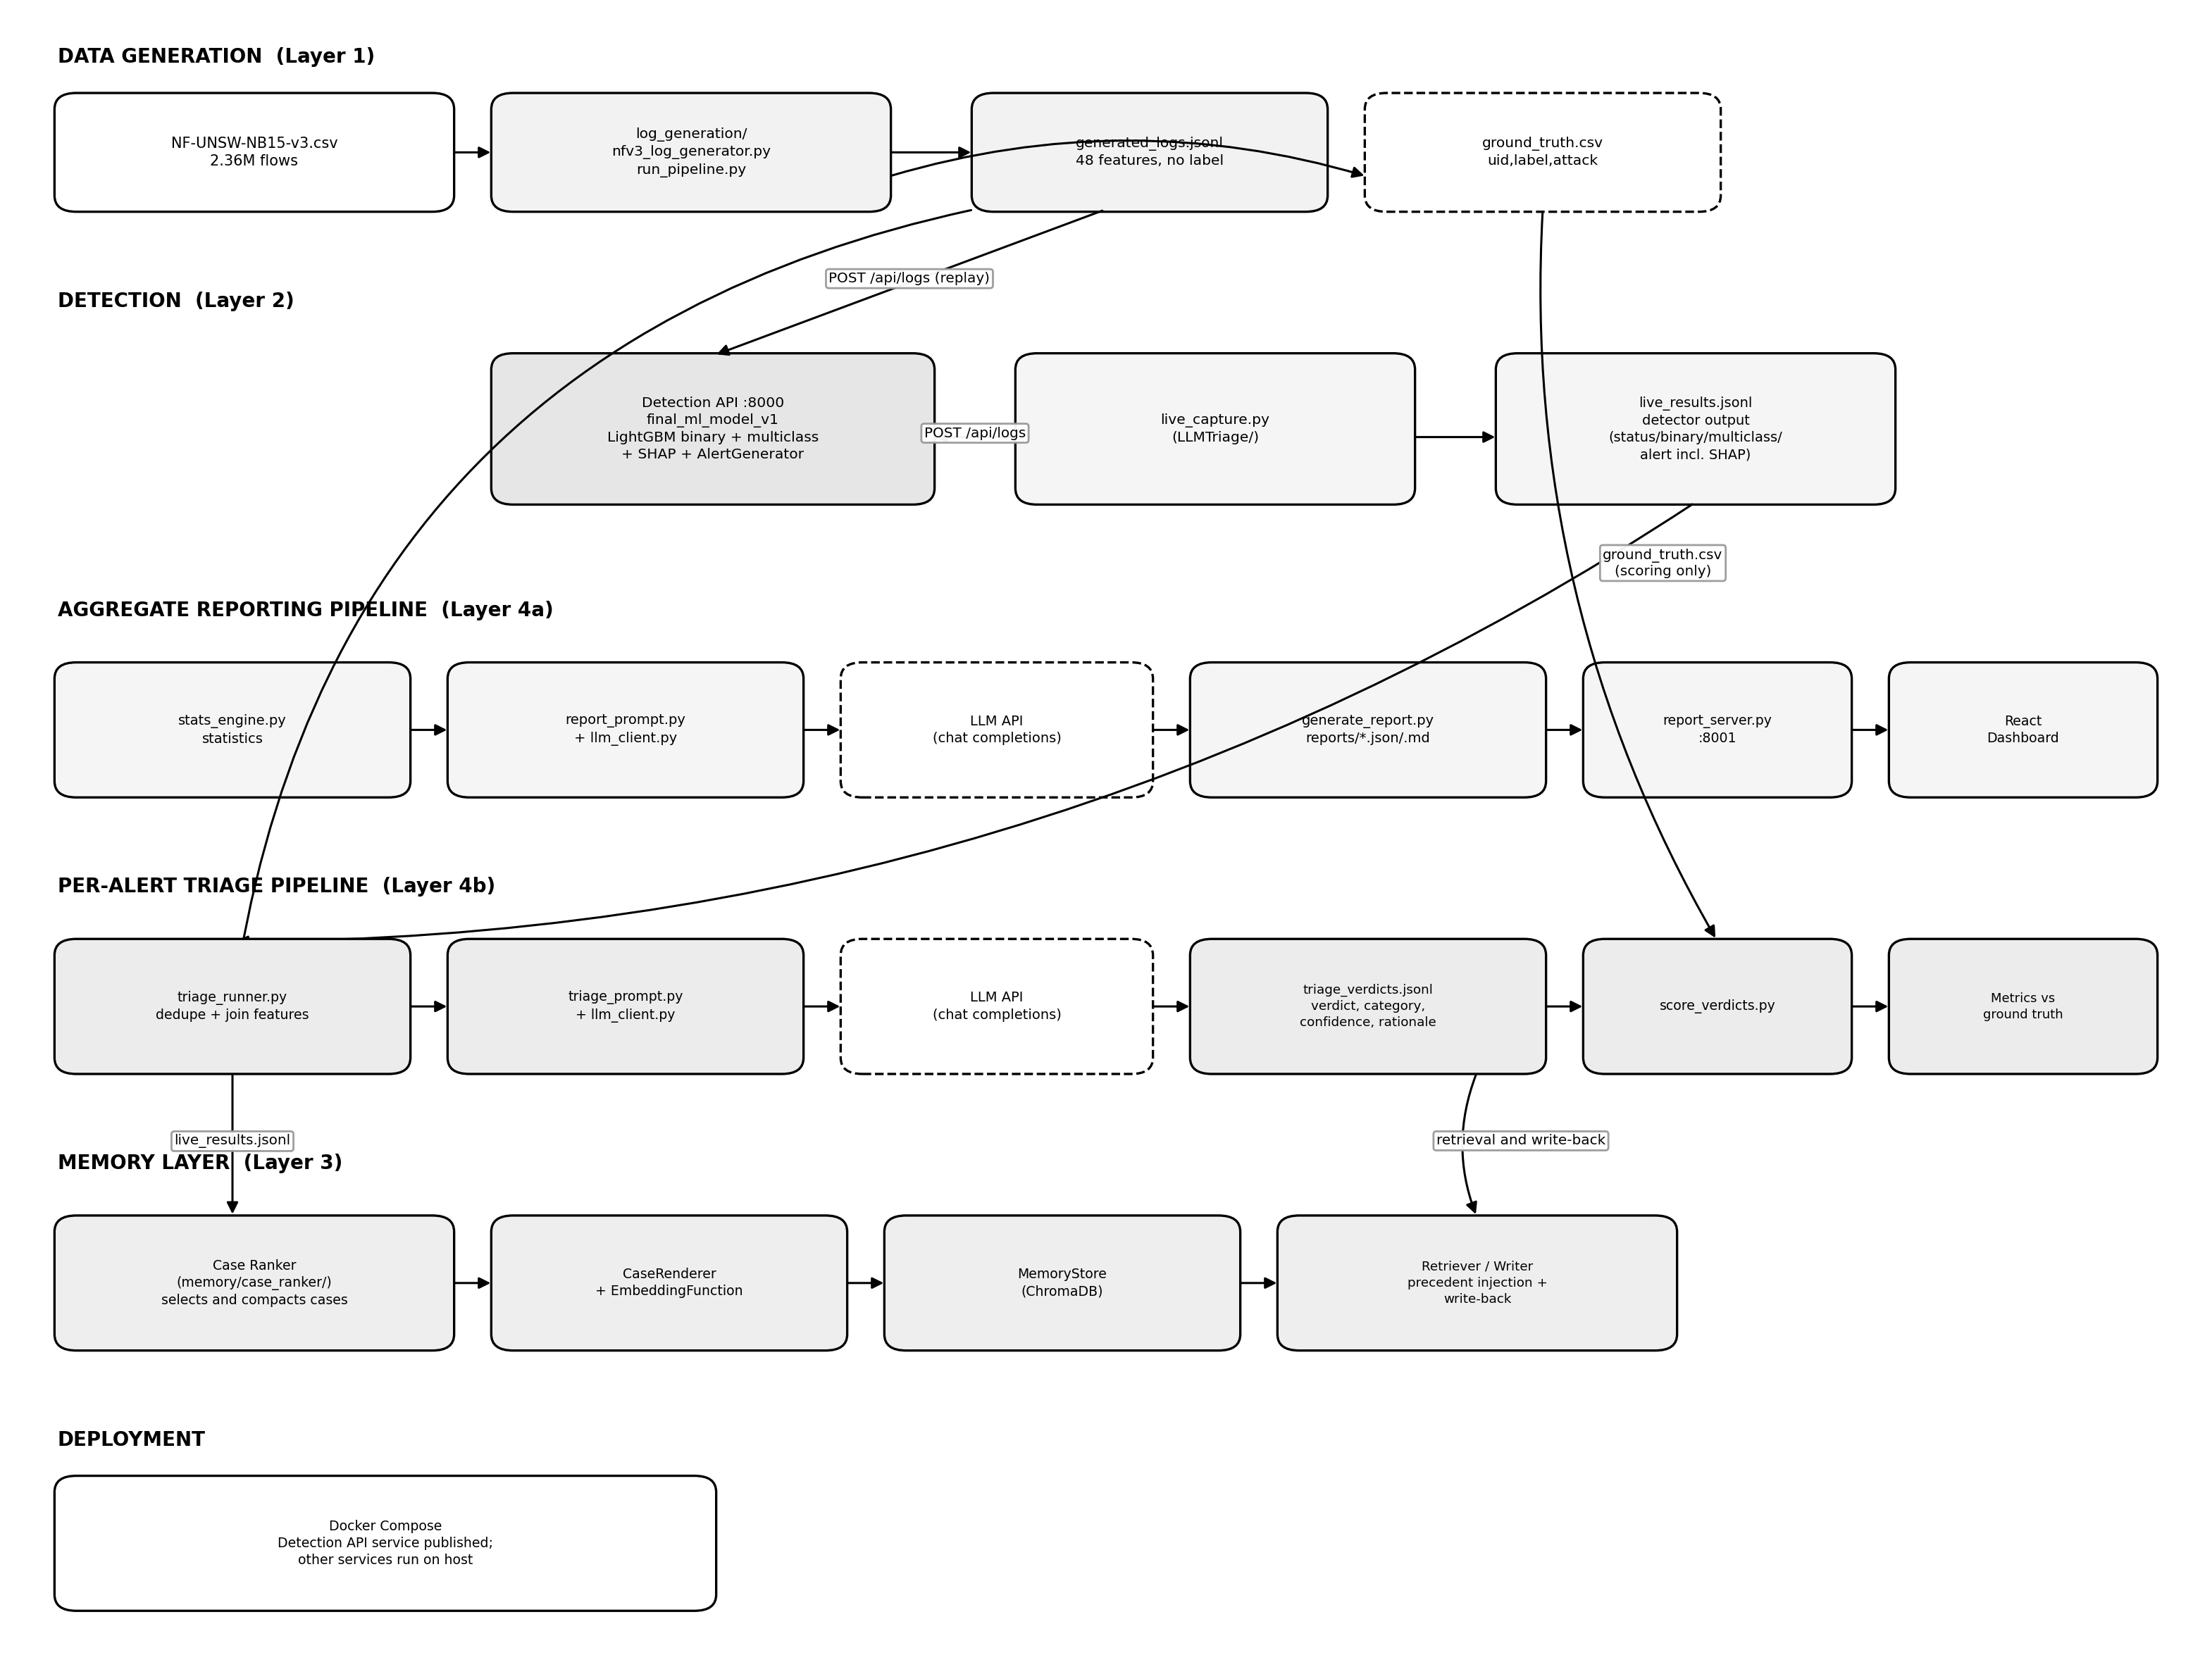 DATA GENERATION (Layer 1)
NF-UNSW-NB15-v3.csv
2.36M flows
log_generation/
nfv3_log_generator.py
run_pipeline.py
generated_logs.jsonl
48 features, no label
ground_truth.csv
uid,label,attack
POST /api/logs (replay)
DETECTION (Layer 2)
Detection API :8000
final_ml_model_v1
LightGBM binary + multiclass
+ SHAP + AlertGenerator
POST /api/logs
live_capture.py
(LLMTriage/)
live_results.jsonl
detector output
(status/binary/multiclass/
alert incl. SHAP)
ground_truth.csv
(scoring only)
AGGREGATE REPORTING PIPELINE (Layer 4a)
stats_engine.py
statistics
report_prompt.py
+ llm_client.py
LLM API
(chat completions)
generate_report.py
reports/*.json/.md
report_server.py
:8001
React
Dashboard
PER-ALERT TRIAGE PIPELINE (Layer 4b)
triage_runner.py
dedupe + join features
triage_prompt.py
+ llm_client.py
LLM API
(chat completions)
triage_verdicts.jsonl
verdict, category,
confidence, rationale
score_verdicts.py
Metrics vs
ground truth
live_results.jsonl
retrieval and write-back
MEMORY LAYER (Layer 3)
Case Ranker
(memory/case_ranker/)
selects and compacts cases
CaseRenderer
+ EmbeddingFunction
MemoryStore
(ChromaDB)
Retriever / Writer
precedent injection +
write-back
DEPLOYMENT
Docker Compose
Detection API service published;
other services run on host